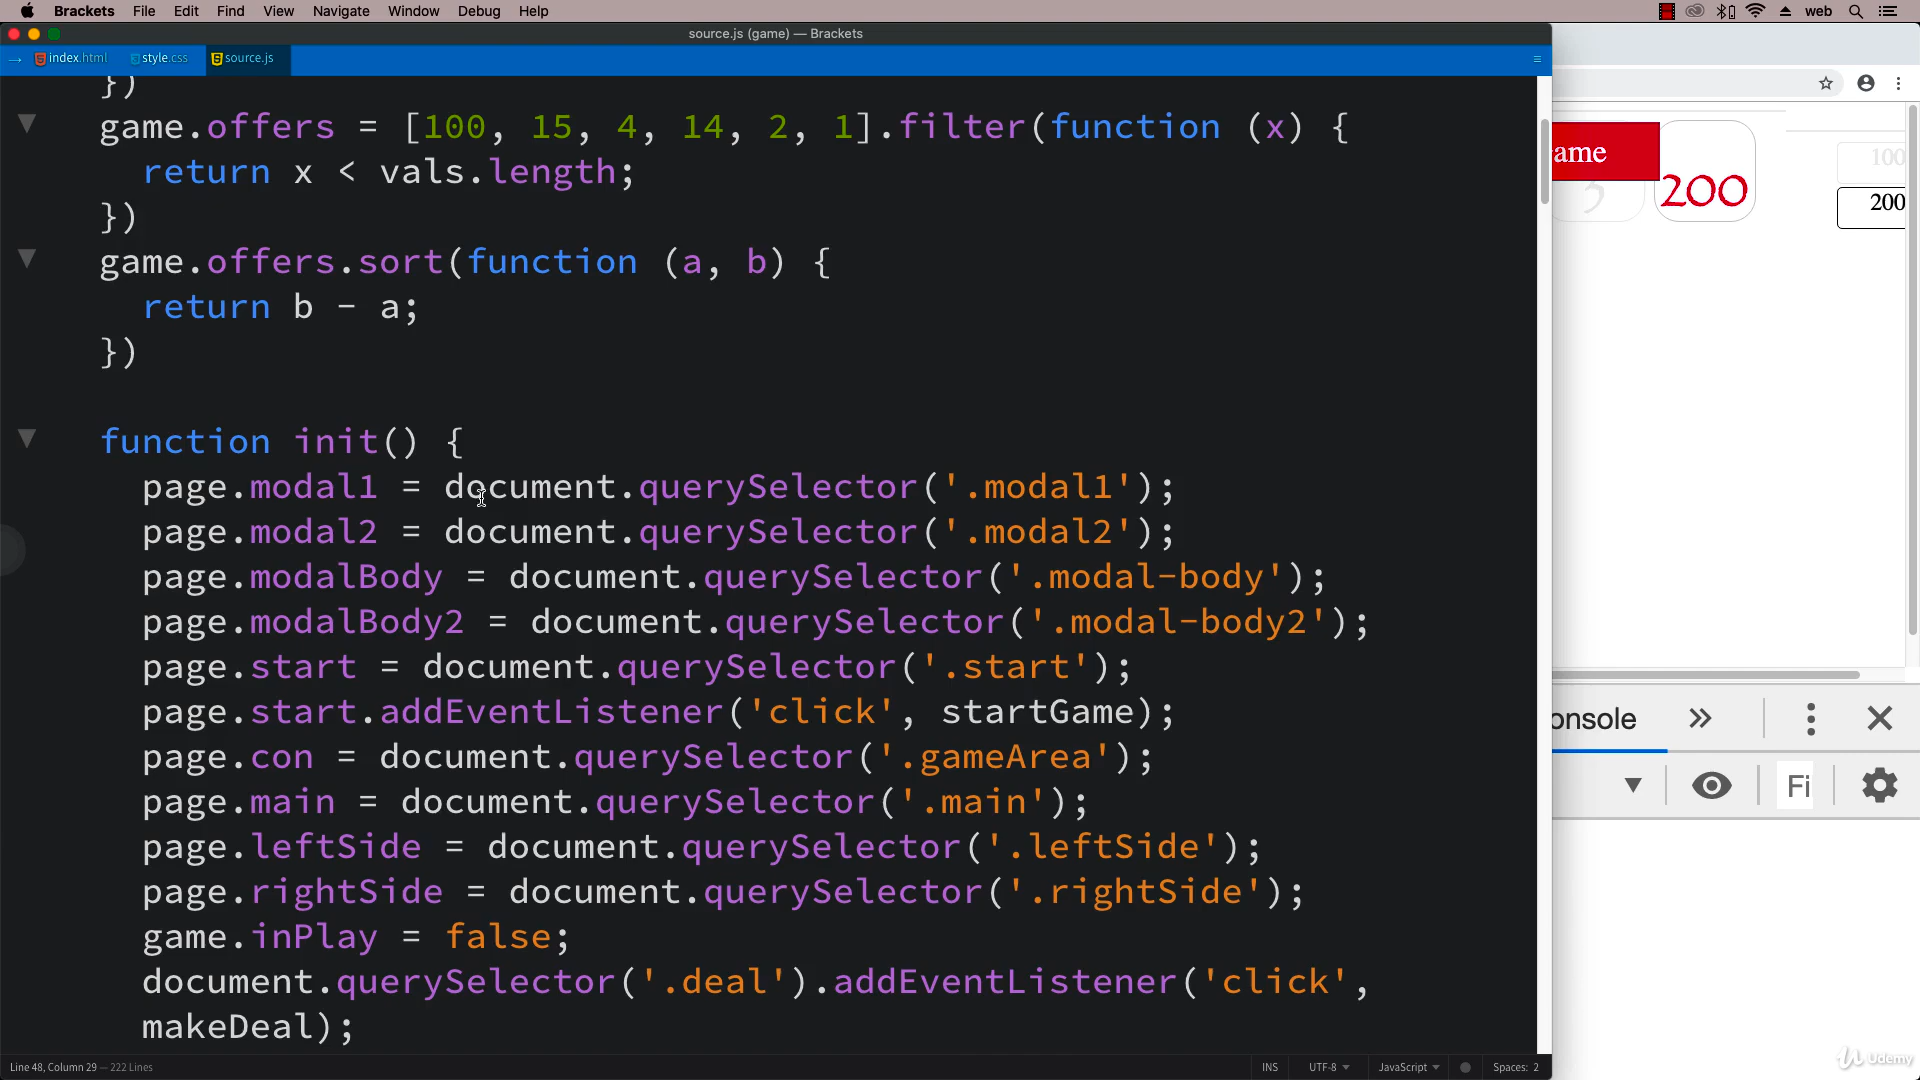 Brackets File Edit Find View Navigate Window Debug Help web
source.js (game) — Brackets
index.html style.css source.js
})
game.offers = [100, 15, 4, 14, 2, 1].filter(function (x) {
return x < vals.length;
})
game.offers.sort(function (a, b) {
return b - a;
})
function init() {
page.modal1 = document.querySelector('.modal1');
page.modal2 = document.querySelector('.modal2');
page.modalBody = document.querySelector('.modal-body');
page.modalBody2 = document.querySelector('.modal-body2');
page.start = document.querySelector('.start');
page.start.addEventListener('click', startGame);
page.con = document.querySelector('.gameArea');
page.main = document.querySelector('.main');
page.leftSide = document.querySelector('.leftSide');
page.rightSide = document.querySelector('.rightSide');
game.inPlay = false;
document.querySelector('.deal').addEventListener('click',
makeDeal);
Line 48, Column 29 — 222 Lines
INS UTF-8 JavaScript Spaces: 2
ame
200
100
200
onsole
Fi
Udemy